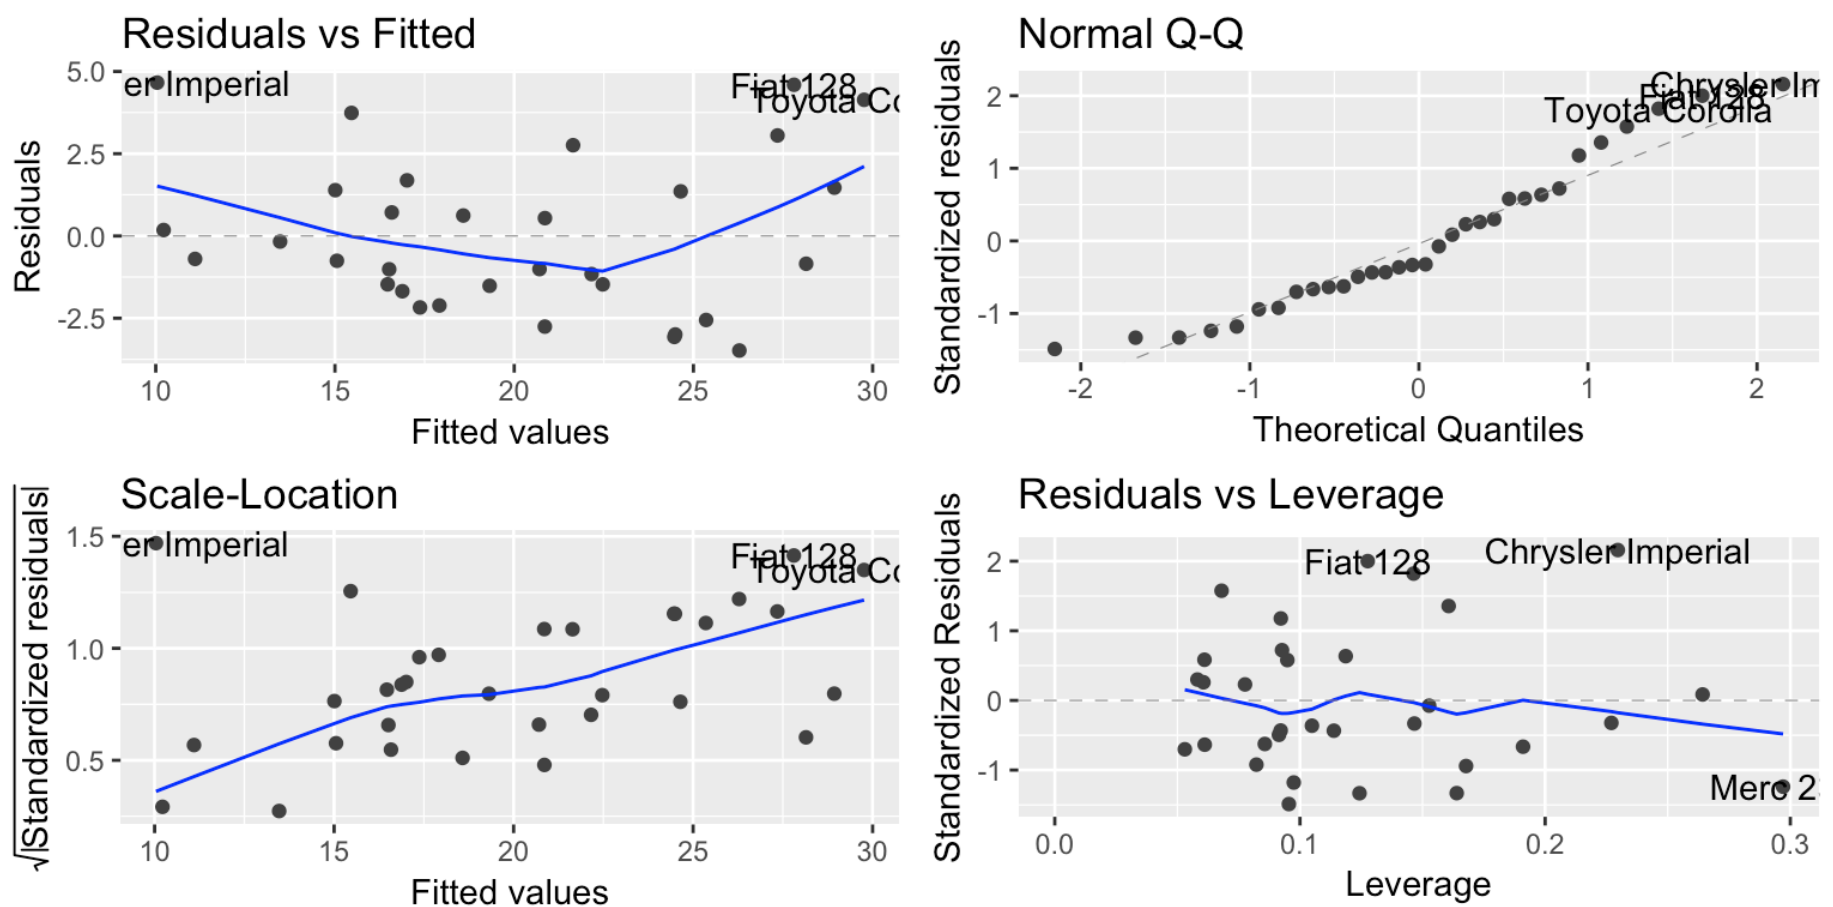 Residuals vs Fitted
5.0
2.5
0.0
-2.5
Residuals
er Imperial
Fiat 128
Toyota Co
10 15 20 25 30
Fitted values
Normal Q-Q
2
1
0
-1
Standardized residuals
Chrysler Im
Fiat 128
Toyota Corolla
-2 -1 0 1 2
Theoretical Quantiles
Scale-Location
1.5
1.0
0.5
√|Standardized residuals|
er Imperial
Fiat 128
Toyota Co
10 15 20 25 30
Fitted values
Residuals vs Leverage
2
1
0
-1
Standardized Residuals
Fiat 128
Chrysler Imperial
Merc 2
0.0 0.1 0.2 0.3
Leverage